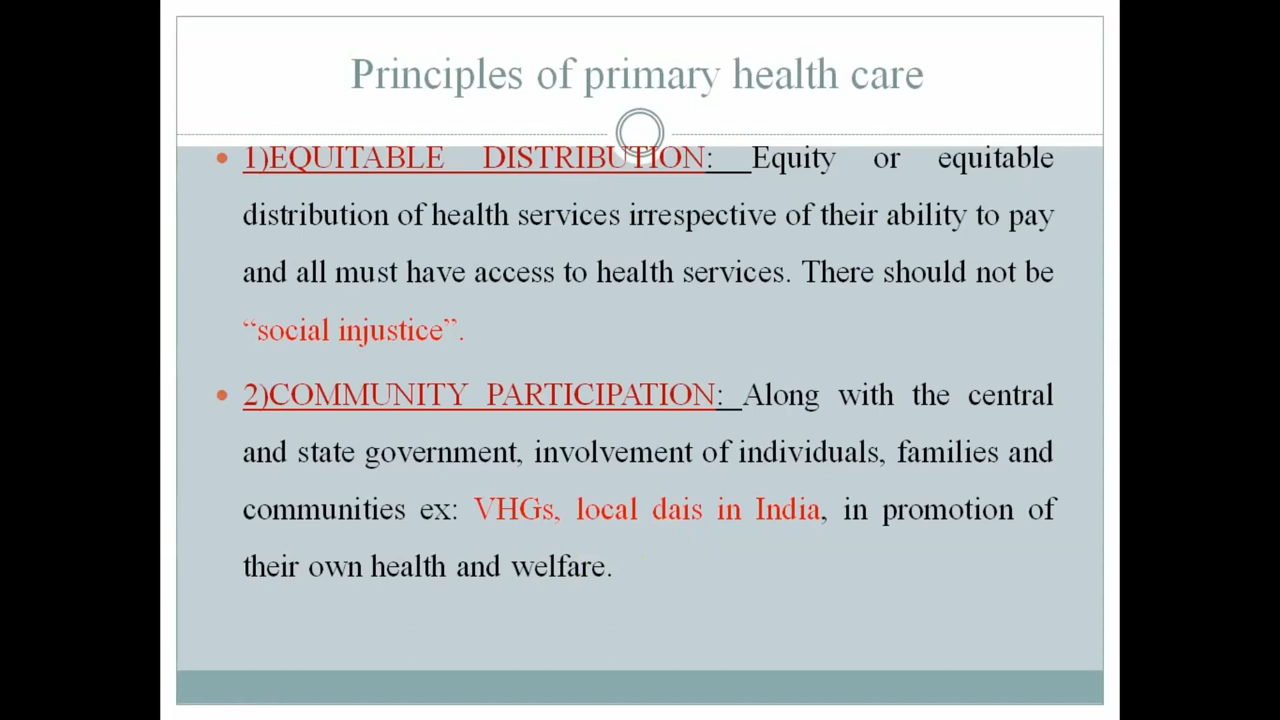 Principles of primary health care
• 1)EQUITABLE DISTRIBUTION: Equity or equitable
distribution of health services irrespective of their ability to pay
and all must have access to health services. There should not be
“social injustice”.
• 2)COMMUNITY PARTICIPATION: Along with the central
and state government, involvement of individuals, families and
communities ex: VHGs, local dais in India, in promotion of
their own health and welfare.